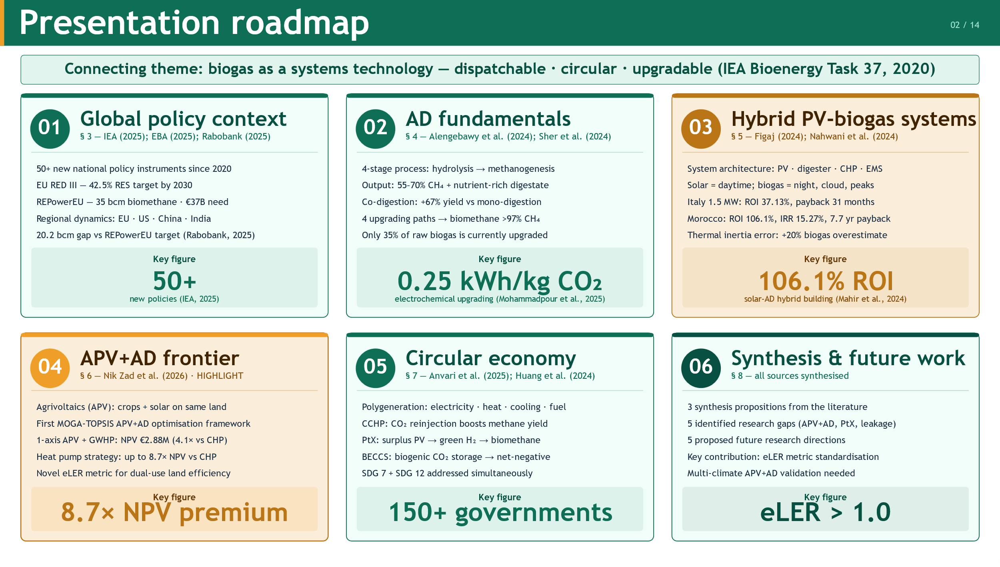 Presentation roadmap
02 / 14
Connecting theme: biogas as a systems technology — dispatchable · circular · upgradable (IEA Bioenergy Task 37, 2020)
01
Global policy context
§ 3 — IEA (2025); EBA (2025); Rabobank (2025)
50+ new national policy instruments since 2020
EU RED III — 42.5% RES target by 2030
REPowerEU — 35 bcm biomethane · €37B need
Regional dynamics: EU · US · China · India
20.2 bcm gap vs REPowerEU target (Rabobank, 2025)
Key figure
50+
new policies (IEA, 2025)
02
AD fundamentals
§ 4 — Alengebawy et al. (2024); Sher et al. (2024)
4-stage process: hydrolysis → methanogenesis
Output: 55–70% CH₄ + nutrient-rich digestate
Co-digestion: +67% yield vs mono-digestion
4 upgrading paths → biomethane >97% CH₄
Only 35% of raw biogas is currently upgraded
Key figure
0.25 kWh/kg CO₂
electrochemical upgrading (Mohammadpour et al., 2025)
03
Hybrid PV-biogas systems
§ 5 — Figaj (2024); Nahwani et al. (2024)
System architecture: PV · digester · CHP · EMS
Solar = daytime; biogas = night, cloud, peaks
Italy 1.5 MW: ROI 37.13%, payback 31 months
Morocco: ROI 106.1%, IRR 15.27%, 7.7 yr payback
Thermal inertia error: +20% biogas overestimate
Key figure
106.1% ROI
solar-AD hybrid building (Mahir et al., 2024)
04
APV+AD frontier
§ 6 — Nik Zad et al. (2026) · HIGHLIGHT
Agrivoltaics (APV): crops + solar on same land
First MOGA-TOPSIS APV+AD optimisation framework
1-axis APV + GWHP: NPV €2.88M (4.1× vs CHP)
Heat pump strategy: up to 8.7× NPV vs CHP
Novel eLER metric for dual-use land efficiency
Key figure
8.7× NPV premium
05
Circular economy
§ 7 — Anvari et al. (2025); Huang et al. (2024)
Polygeneration: electricity · heat · cooling · fuel
CCHP: CO₂ reinjection boosts methane yield
PtX: surplus PV → green H₂ → biomethane
BECCS: biogenic CO₂ storage → net-negative
SDG 7 + SDG 12 addressed simultaneously
Key figure
150+ governments
06
Synthesis & future work
§ 8 — all sources synthesised
3 synthesis propositions from the literature
5 identified research gaps (APV+AD, PtX, leakage)
5 proposed future research directions
Key contribution: eLER metric standardisation
Multi-climate APV+AD validation needed
Key figure
eLER > 1.0